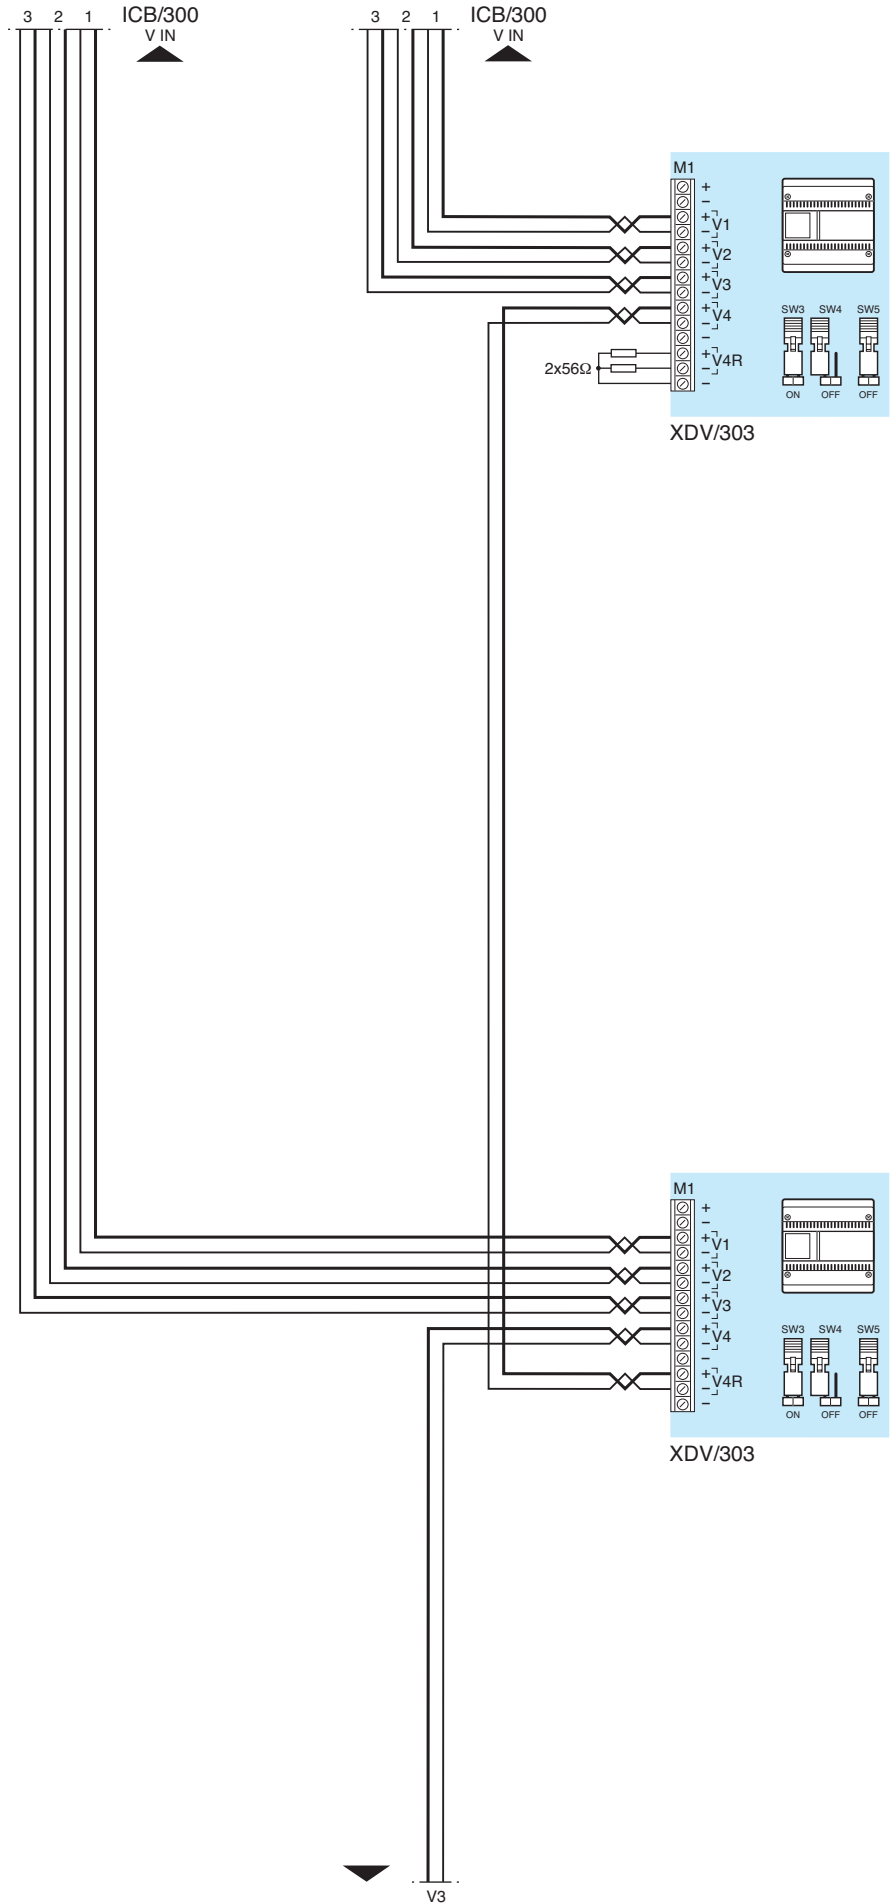 3 2 1 ICB/300
V IN
3 2 1 ICB/300
V IN
M1
+
−
+ V1
−
+ V2
−
+ V3
−
+ V4
−
−
+ V4R
−
−
2x56Ω
SW3 SW4 SW5
ON OFF OFF
XDV/303
M1
+
−
+ V1
−
+ V2
−
+ V3
−
+ V4
−
−
+ V4R
−
−
SW3 SW4 SW5
ON OFF OFF
XDV/303
V3